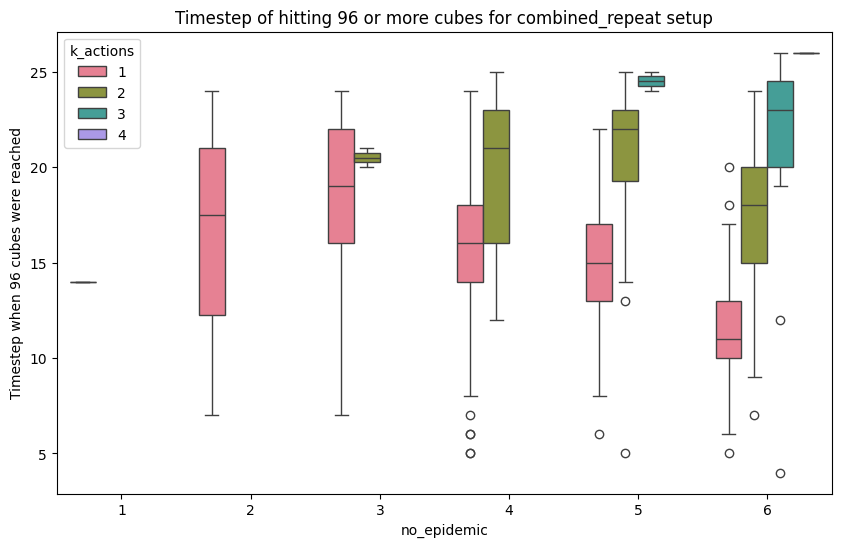 Timestep of hitting 96 or more cubes for combined_repeat setup
k_actions
1
2
3
4
Timestep when 96 cubes were reached
25
20
15
10
5
1 2 3 4 5 6
no_epidemic